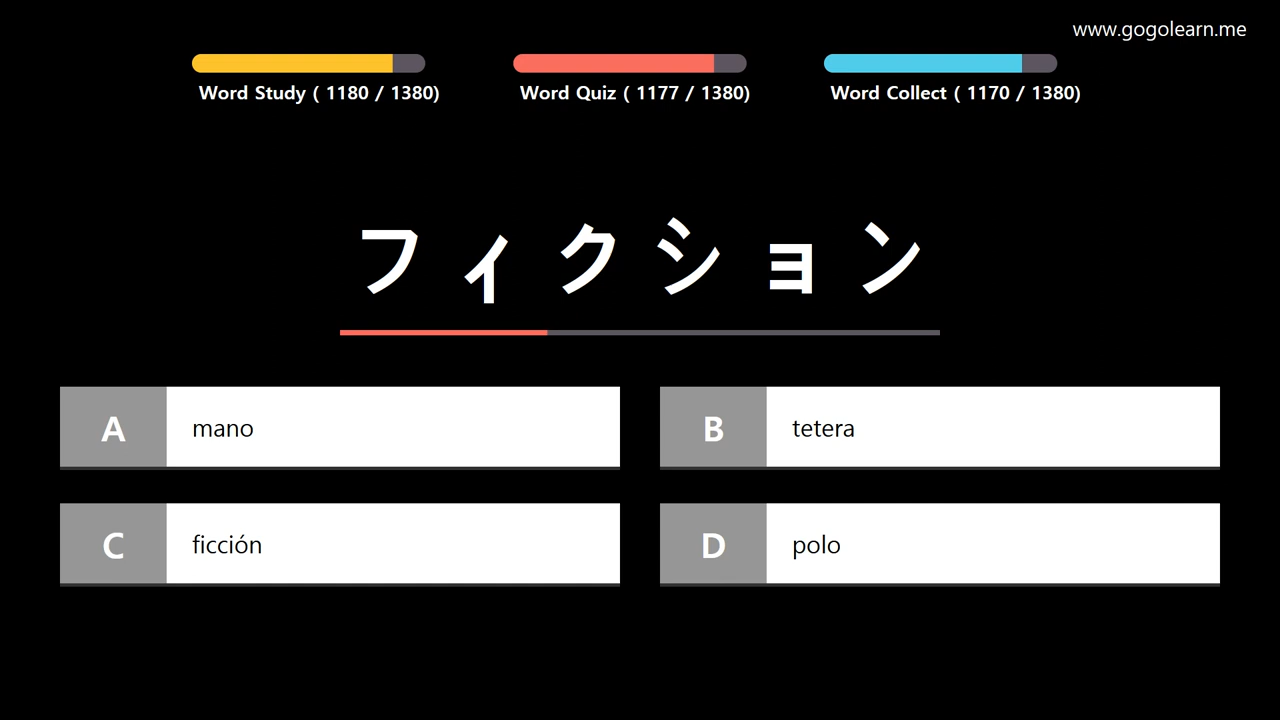 www.gogolearn.me
Word Study ( 1180 / 1380)
Word Quiz ( 1177 / 1380)
Word Collect ( 1170 / 1380)
フィクション
A mano
B tetera
C ficción
D polo